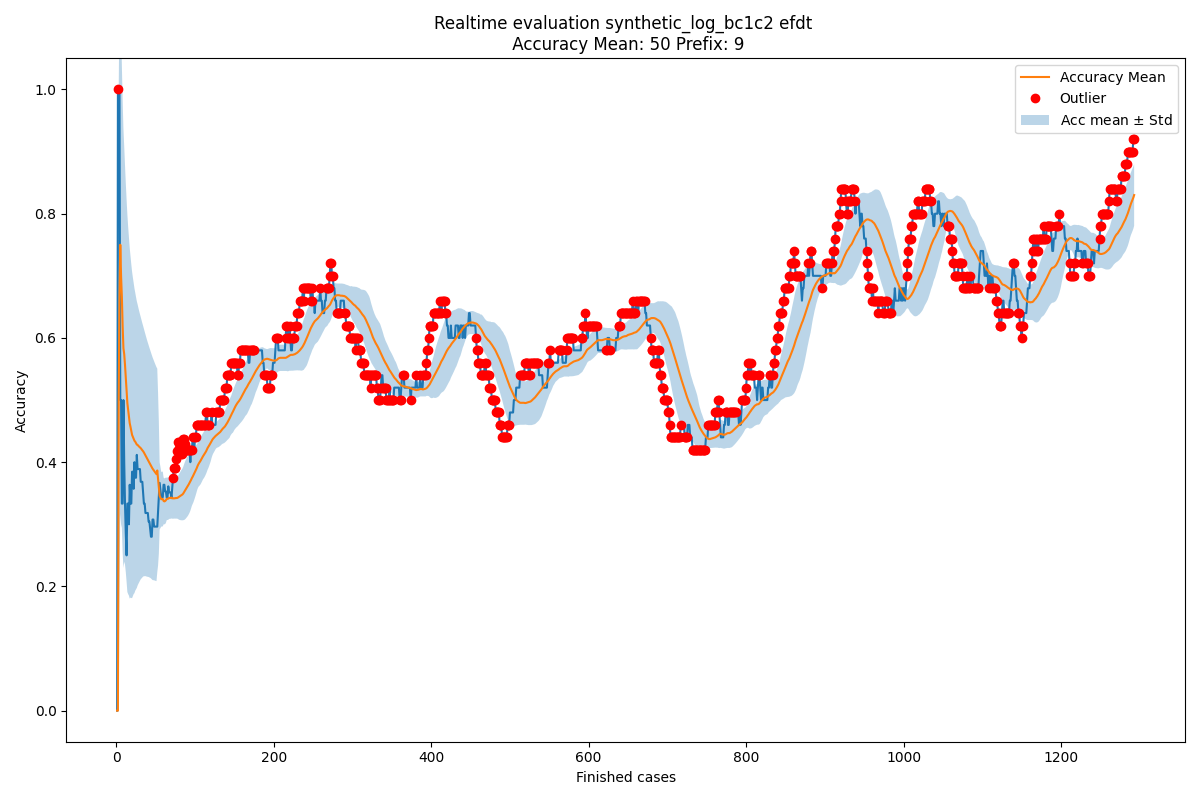 Realtime evaluation synthetic_log_bc1c2 efdt
Accuracy Mean: 50 Prefix: 9
Accuracy Mean
Outlier
Acc mean ± Std
1.0
0.8
0.6
0.4
0.2
0.0
Accuracy
0 200 400 600 800 1000 1200
Finished cases